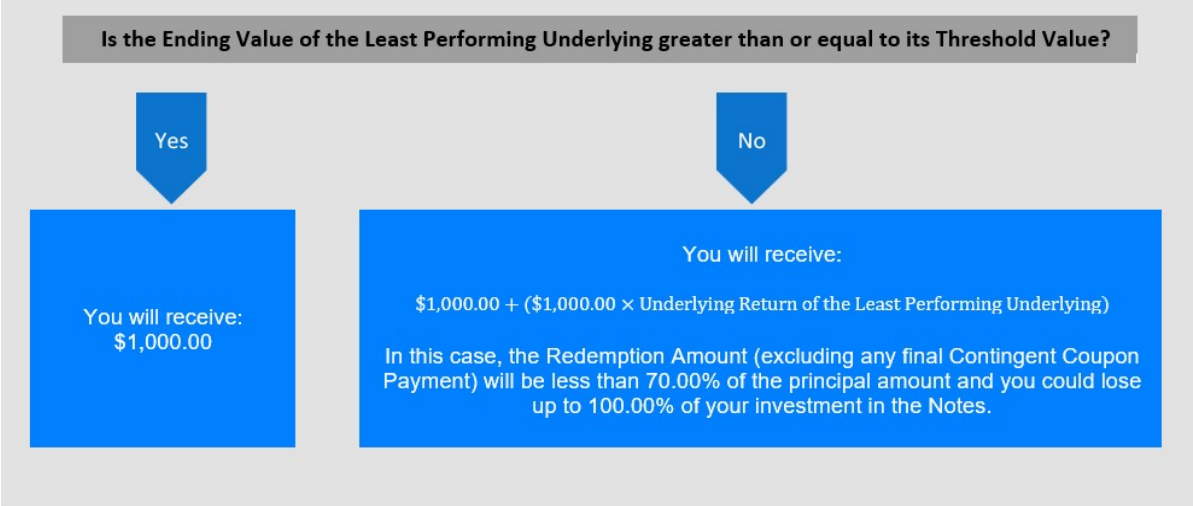 Is the Ending Value of the Least Performing Underlying greater than or equal to its Threshold Value?
Yes
No
You will receive:
$1,000.00
You will receive:
$1,000.00 + ($1,000.00 × Underlying Return of the Least Performing Underlying)
In this case, the Redemption Amount (excluding any final Contingent Coupon
Payment) will be less than 70.00% of the principal amount and you could lose
up to 100.00% of your investment in the Notes.